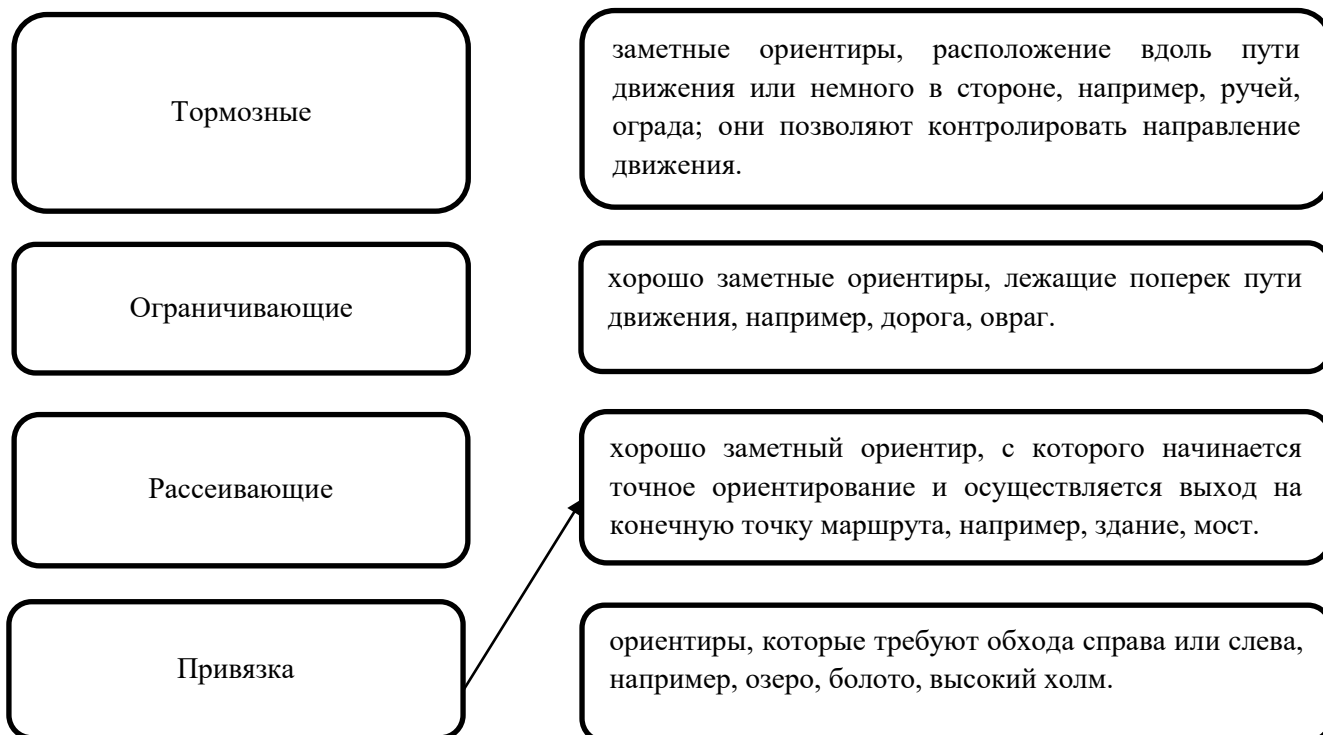 Тормозные
заметные ориентиры, расположение вдоль пути
движения или немного в стороне, например, ручей,
ограда; они позволяют контролировать направление
движения.
Ограничивающие
хорошо заметные ориентиры, лежащие поперек пути
движения, например, дорога, овраг.
Рассеивающие
хорошо заметный ориентир, с которого начинается
точное ориентирование и осуществляется выход на
конечную точку маршрута, например, здание, мост.
Привязка
ориентиры, которые требуют обхода справа или слева,
например, озеро, болото, высокий холм.